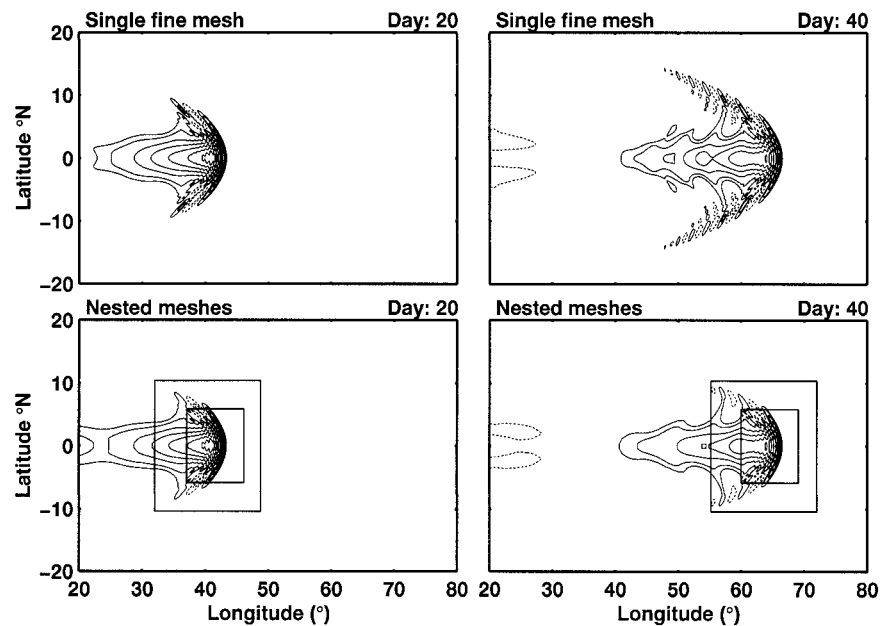 Single fine mesh Day: 20
Single fine mesh Day: 40
20
10
0
−10
−20
Latitude °N
Nested meshes Day: 20
Nested meshes Day: 40
20
10
0
−10
−20
Latitude °N
20 30 40 50 60 70 80
20 30 40 50 60 70 80
Longitude (°)
Longitude (°)